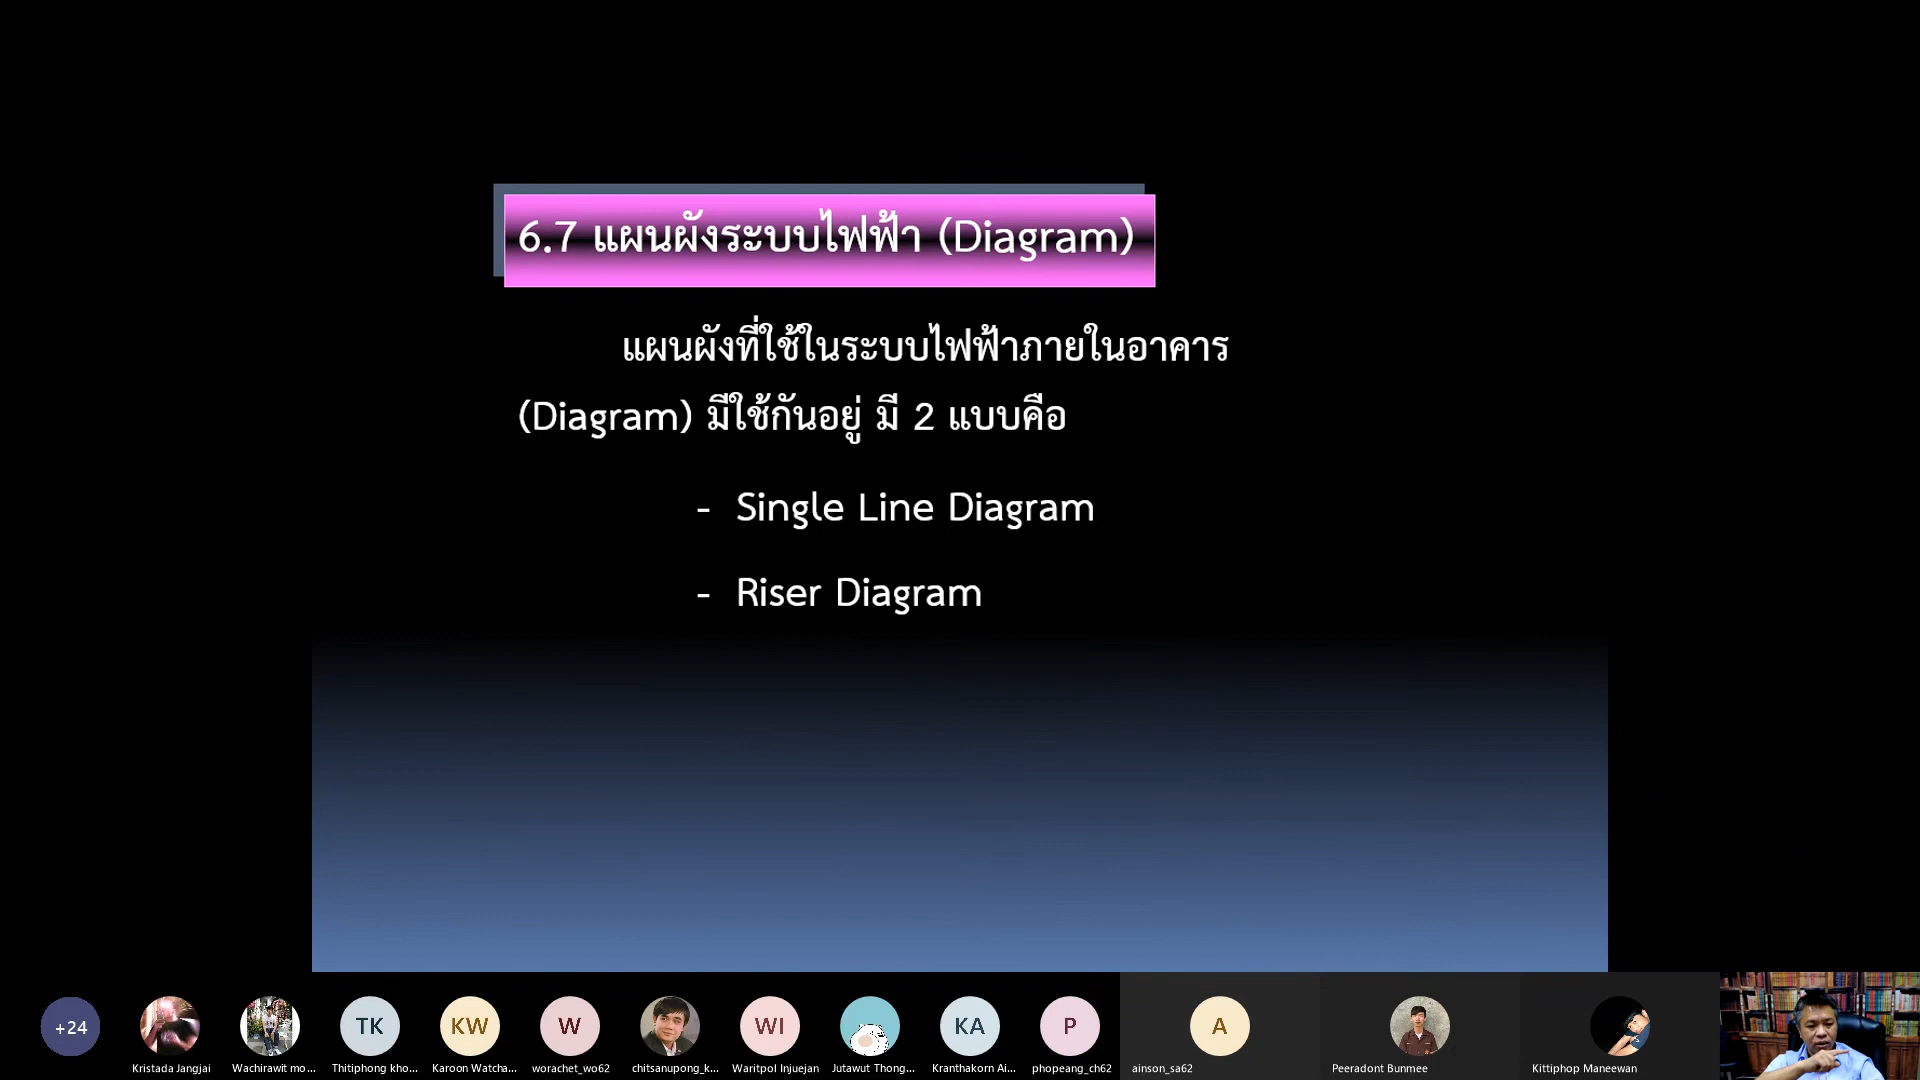 6.7 แผนผังระบบไฟฟ้า (Diagram)
แผนผังที่ใช้ในระบบไฟฟ้าภายในอาคาร
(Diagram) มีใช้กันอยู่ มี 2 แบบคือ
- Single Line Diagram
- Riser Diagram
+24
TK
KW
W
WI
KA
P
A
Kristada Jangjai
Wachirawit mo...
Thitiphong kho...
Karoon Watcha...
worachet_wo62
chitsanupong_k...
Waritpol Injuejan
Jutawut Thong...
Kranthakorn Ai...
phopeang_ch62
ainson_sa62
Peeradont Bunmee
Kittiphop Maneewan